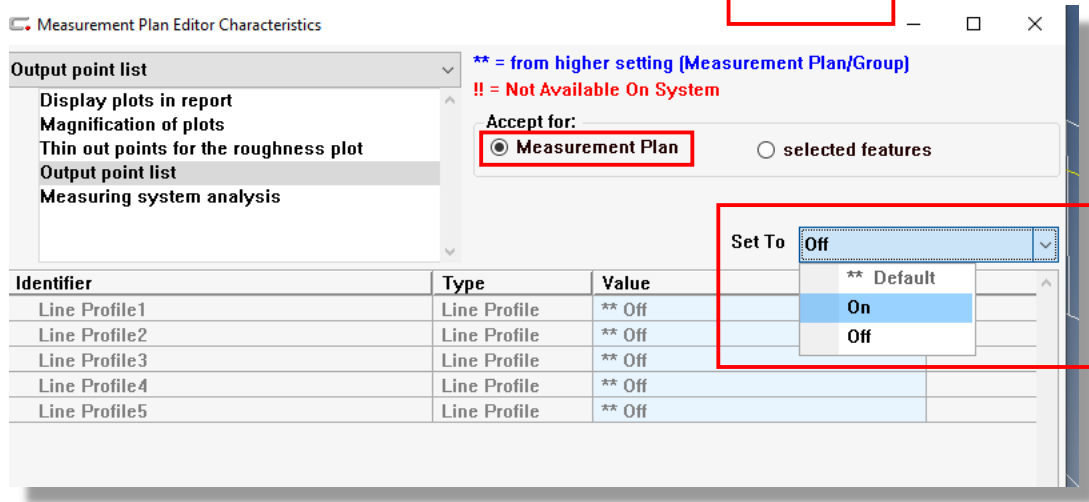 Measurement Plan Editor Characteristics
Output point list
** = from higher setting (Measurement Plan/Group)
!! = Not Available On System
Display plots in report
Magnification of plots
Thin out points for the roughness plot
Output point list
Measuring system analysis
Accept for:
Measurement Plan
selected features
Set To Off
** Default
On
Off
Identifier Type Value
Line Profile1 Line Profile ** Off
Line Profile2 Line Profile ** Off
Line Profile3 Line Profile ** Off
Line Profile4 Line Profile ** Off
Line Profile5 Line Profile ** Off